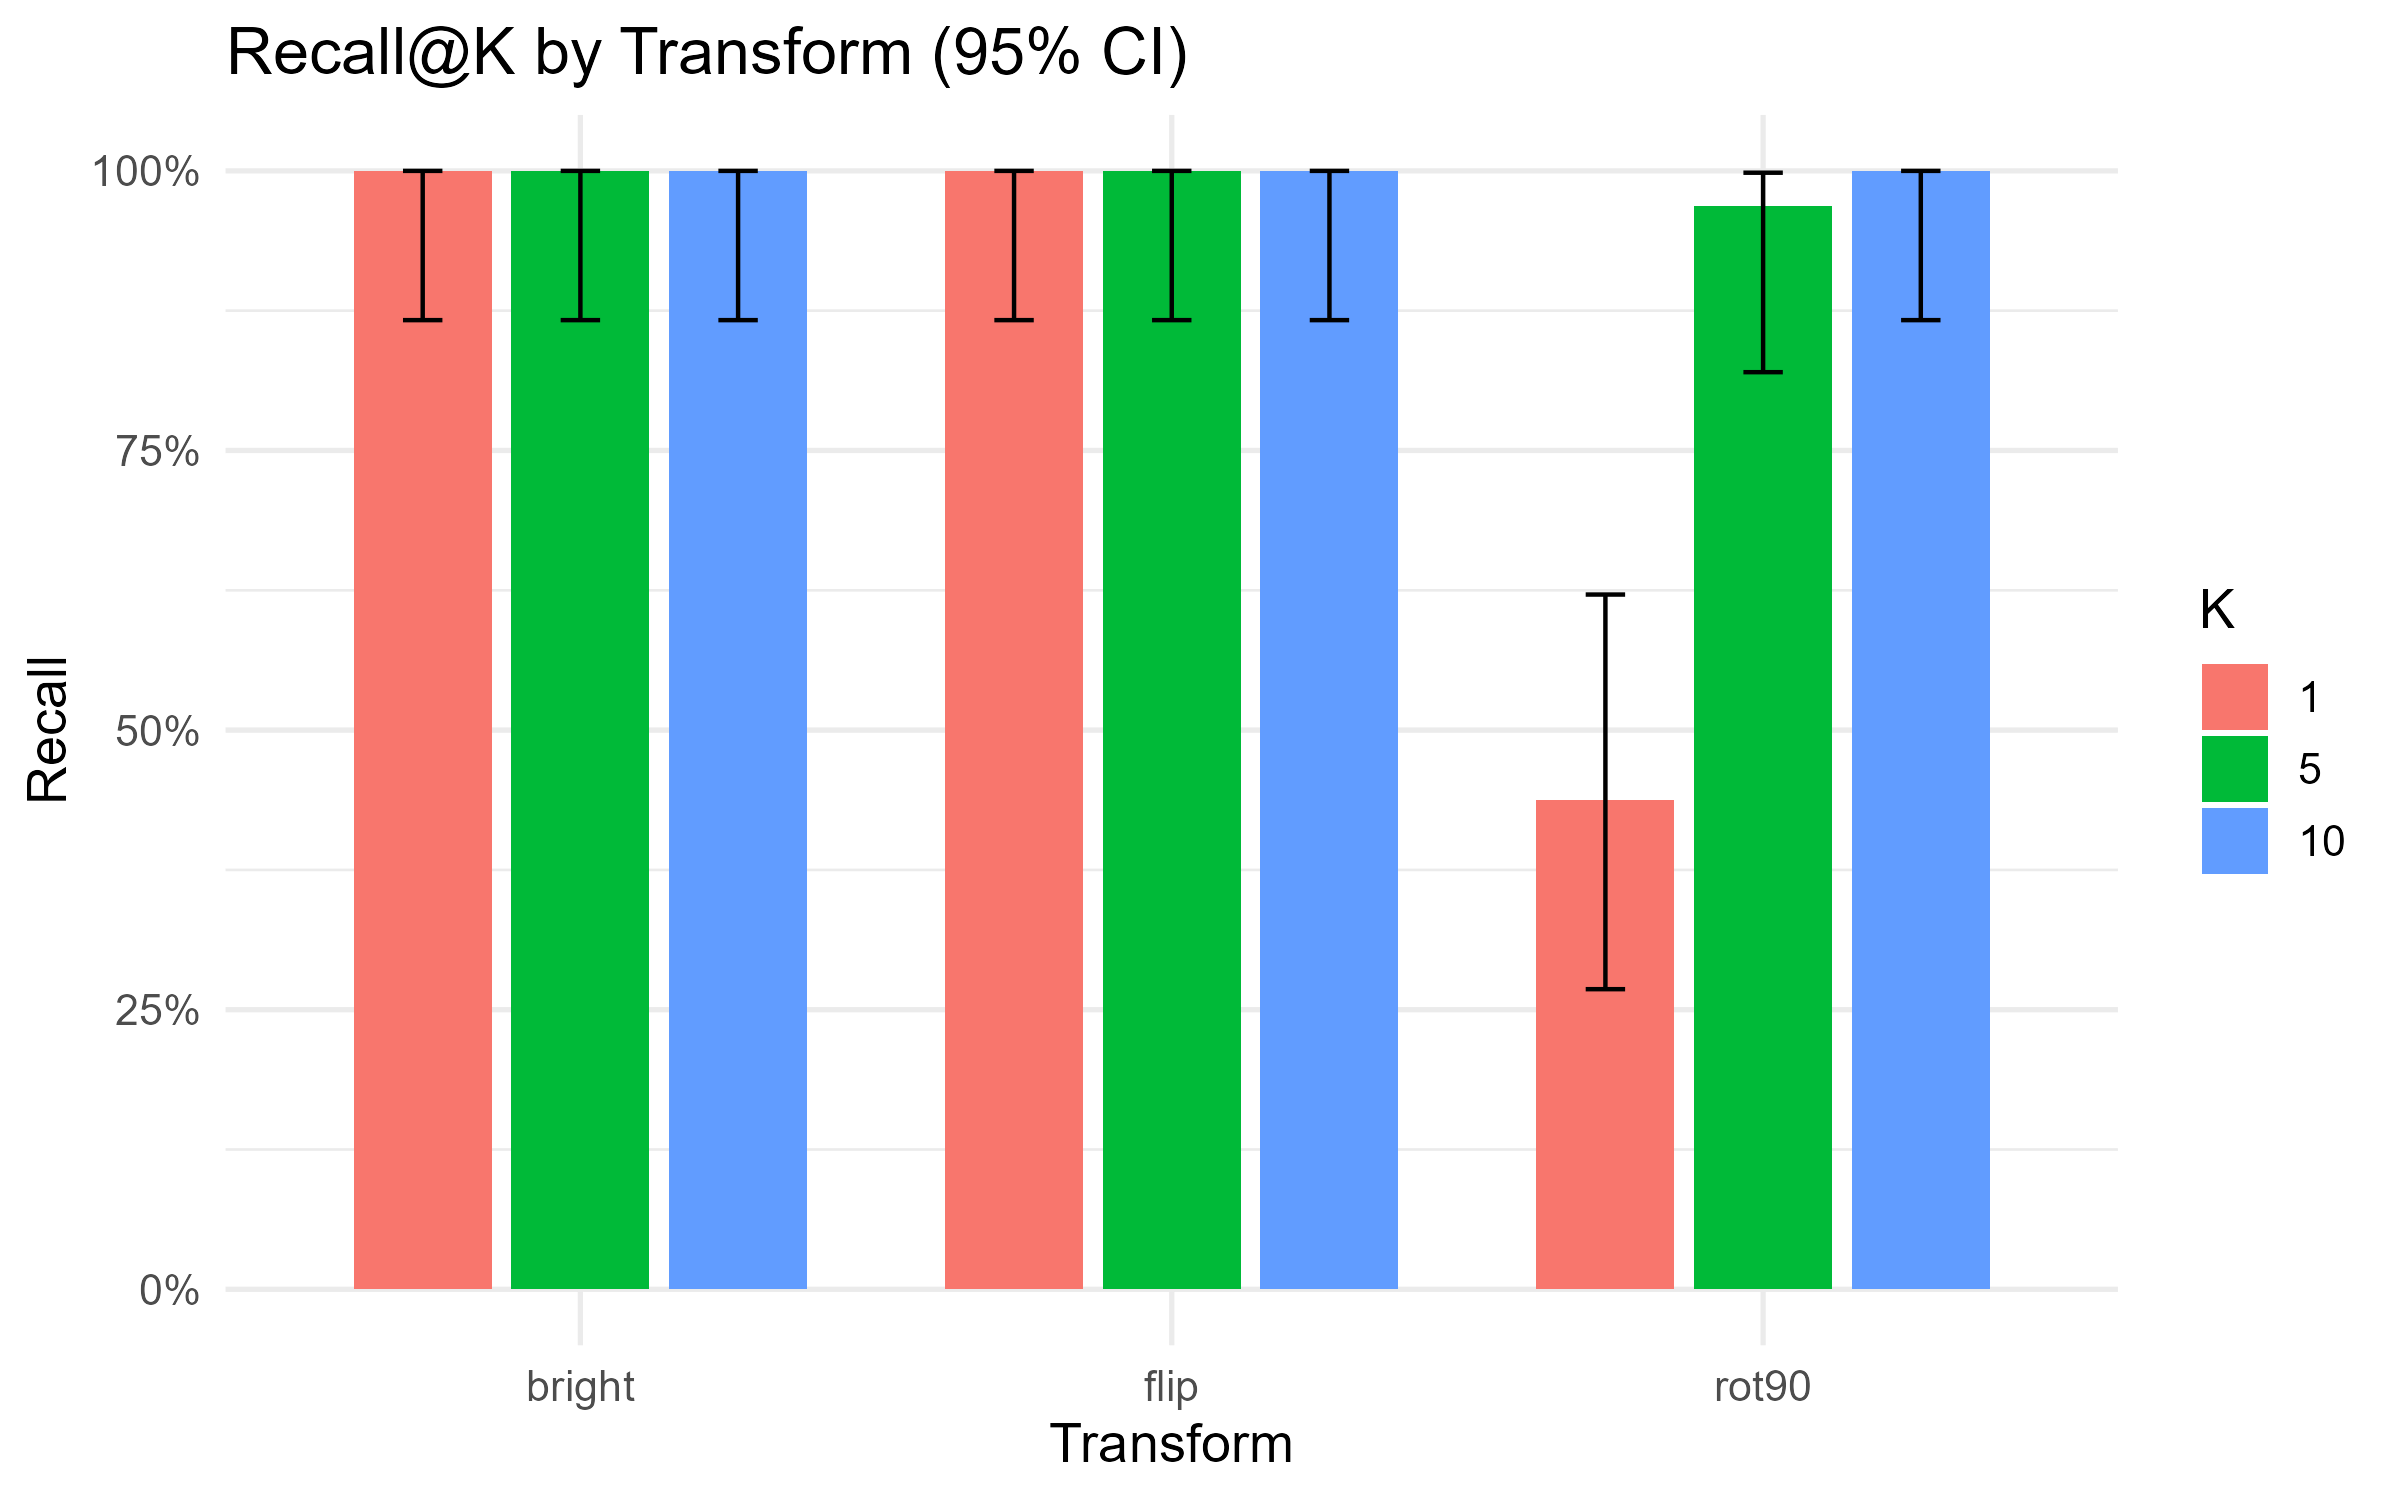 Recall@K by Transform (95% CI)
100%
75%
50%
25%
0%
Recall
bright
flip
rot90
Transform
K
1
5
10